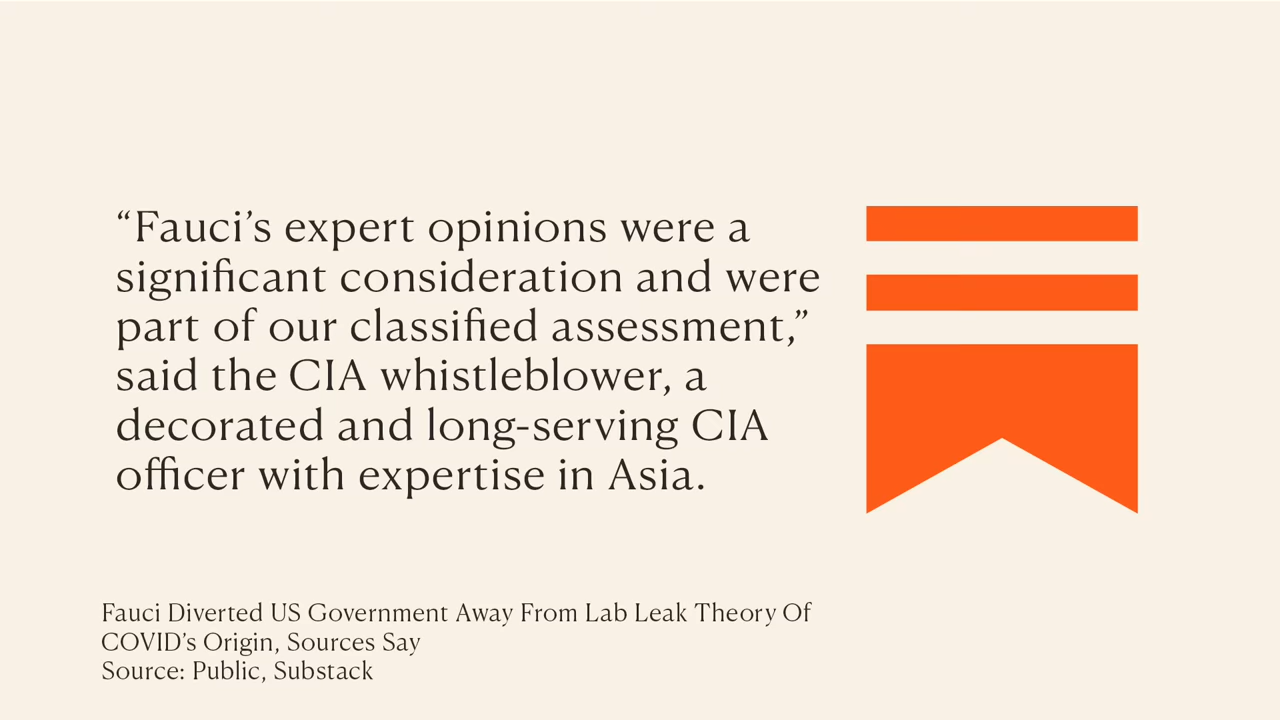 “Fauci’s expert opinions were a
significant consideration and were
part of our classified assessment,”
said the CIA whistleblower, a
decorated and long-serving CIA
officer with expertise in Asia.
Fauci Diverted US Government Away From Lab Leak Theory Of
COVID’s Origin, Sources Say
Source: Public, Substack